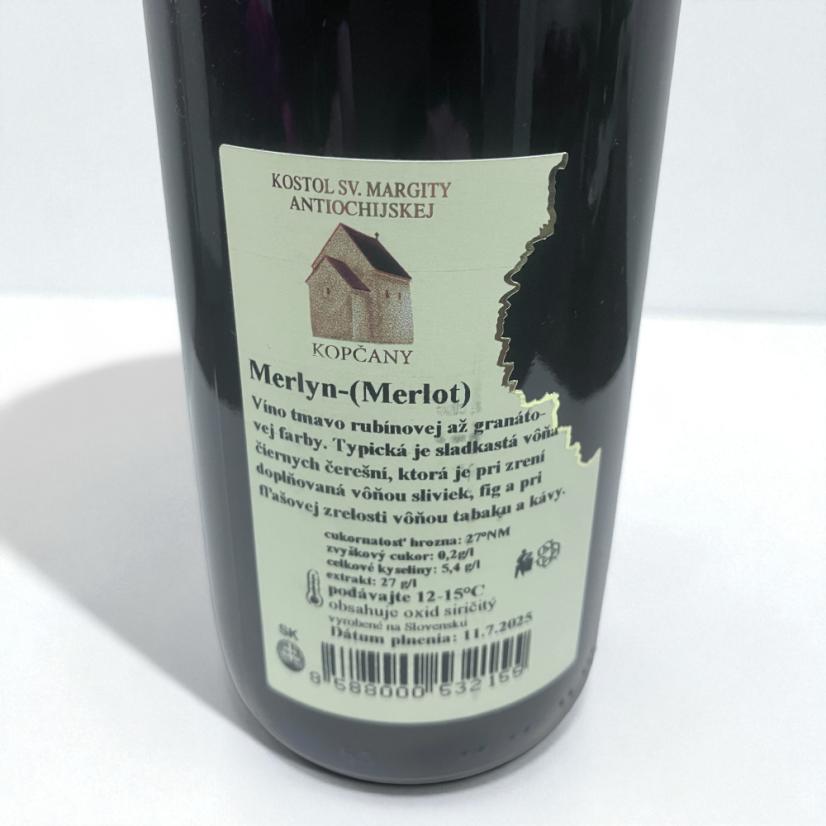 KOSTOL SV. MARGITY
ANTIOCHIJSKEJ
KOPČANY
Merlyn-(Merlot)
Víno tmavo rubínovej až granáto-
vej farby. Typická je sladkastá vôňa
čiernych čerešní, ktorá je pri zrení
doplňovaná vôňou sliviek, fig a pri
fľašovej zrelosti vôňou tabaku a kávy.
cukornatosť hrozna: 27ºNM
zvyškový cukor: 0,2g/l
celkové kyseliny: 5,4 g/l
extrakt: 27 g/l
podávajte 12-15ºC
obsahuje oxid siričitý
vyrobené na Slovensku
Dátum plnenia: 11.7.2025
SK
8 588000 532159